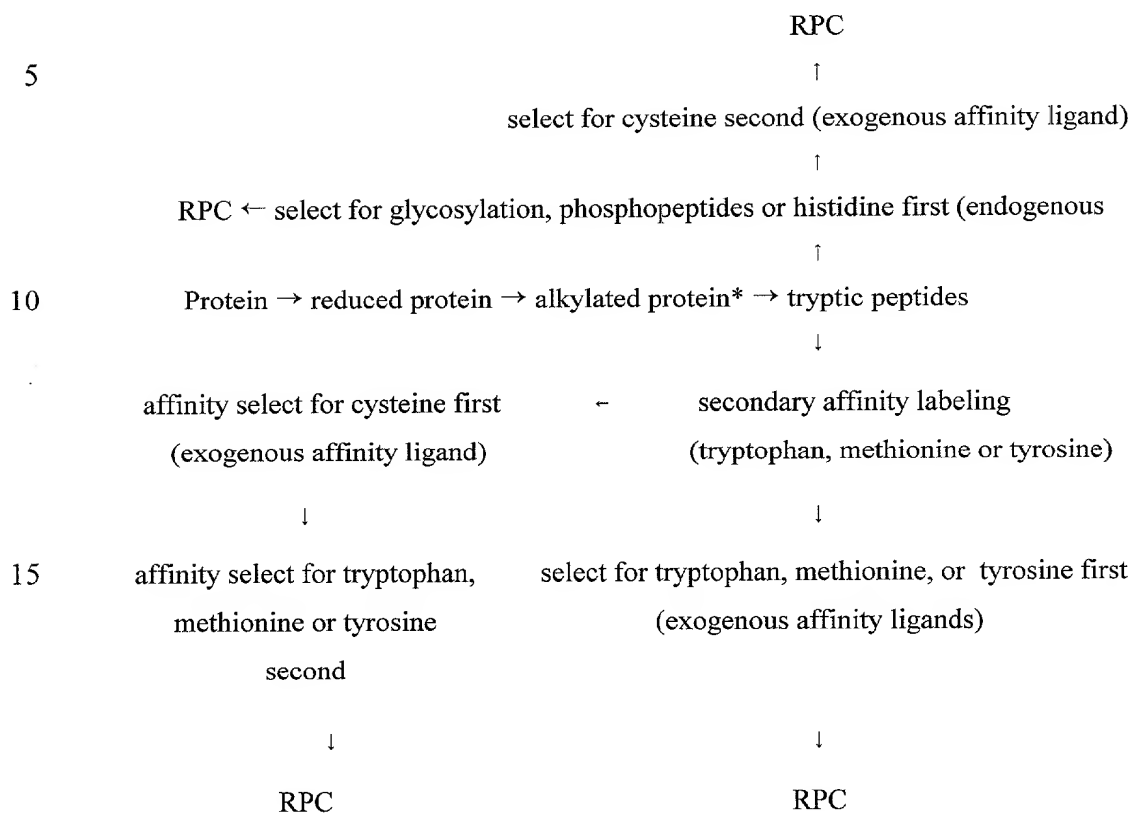 RPC
5 ↑
select for cysteine second (exogenous affinity ligand)
↑
RPC ← select for glycosylation, phosphopeptides or histidine first (endogenous
↑
10 Protein → reduced protein → alkylated protein* → tryptic peptides
↓
affinity select for cysteine first ← secondary affinity labeling
(exogenous affinity ligand) (tryptophan, methionine or tyrosine)
↓ ↓
15 affinity select for tryptophan, select for tryptophan, methionine, or tyrosine first
methionine or tyrosine (exogenous affinity ligands)
second
↓ ↓
RPC RPC